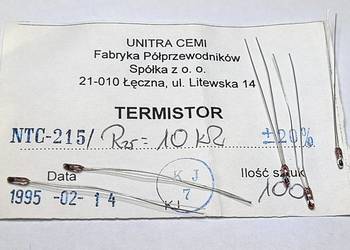 UNITRA CEMI
Fabryka Półprzewodników
Spółka z o. o.
21-010 Łęczna, ul. Litewska 14
TERMISTOR
NTC-215/ R25=10 kΩ ±20%
Data Ilość sztuk
1995 -02- 14 KJ 7 100